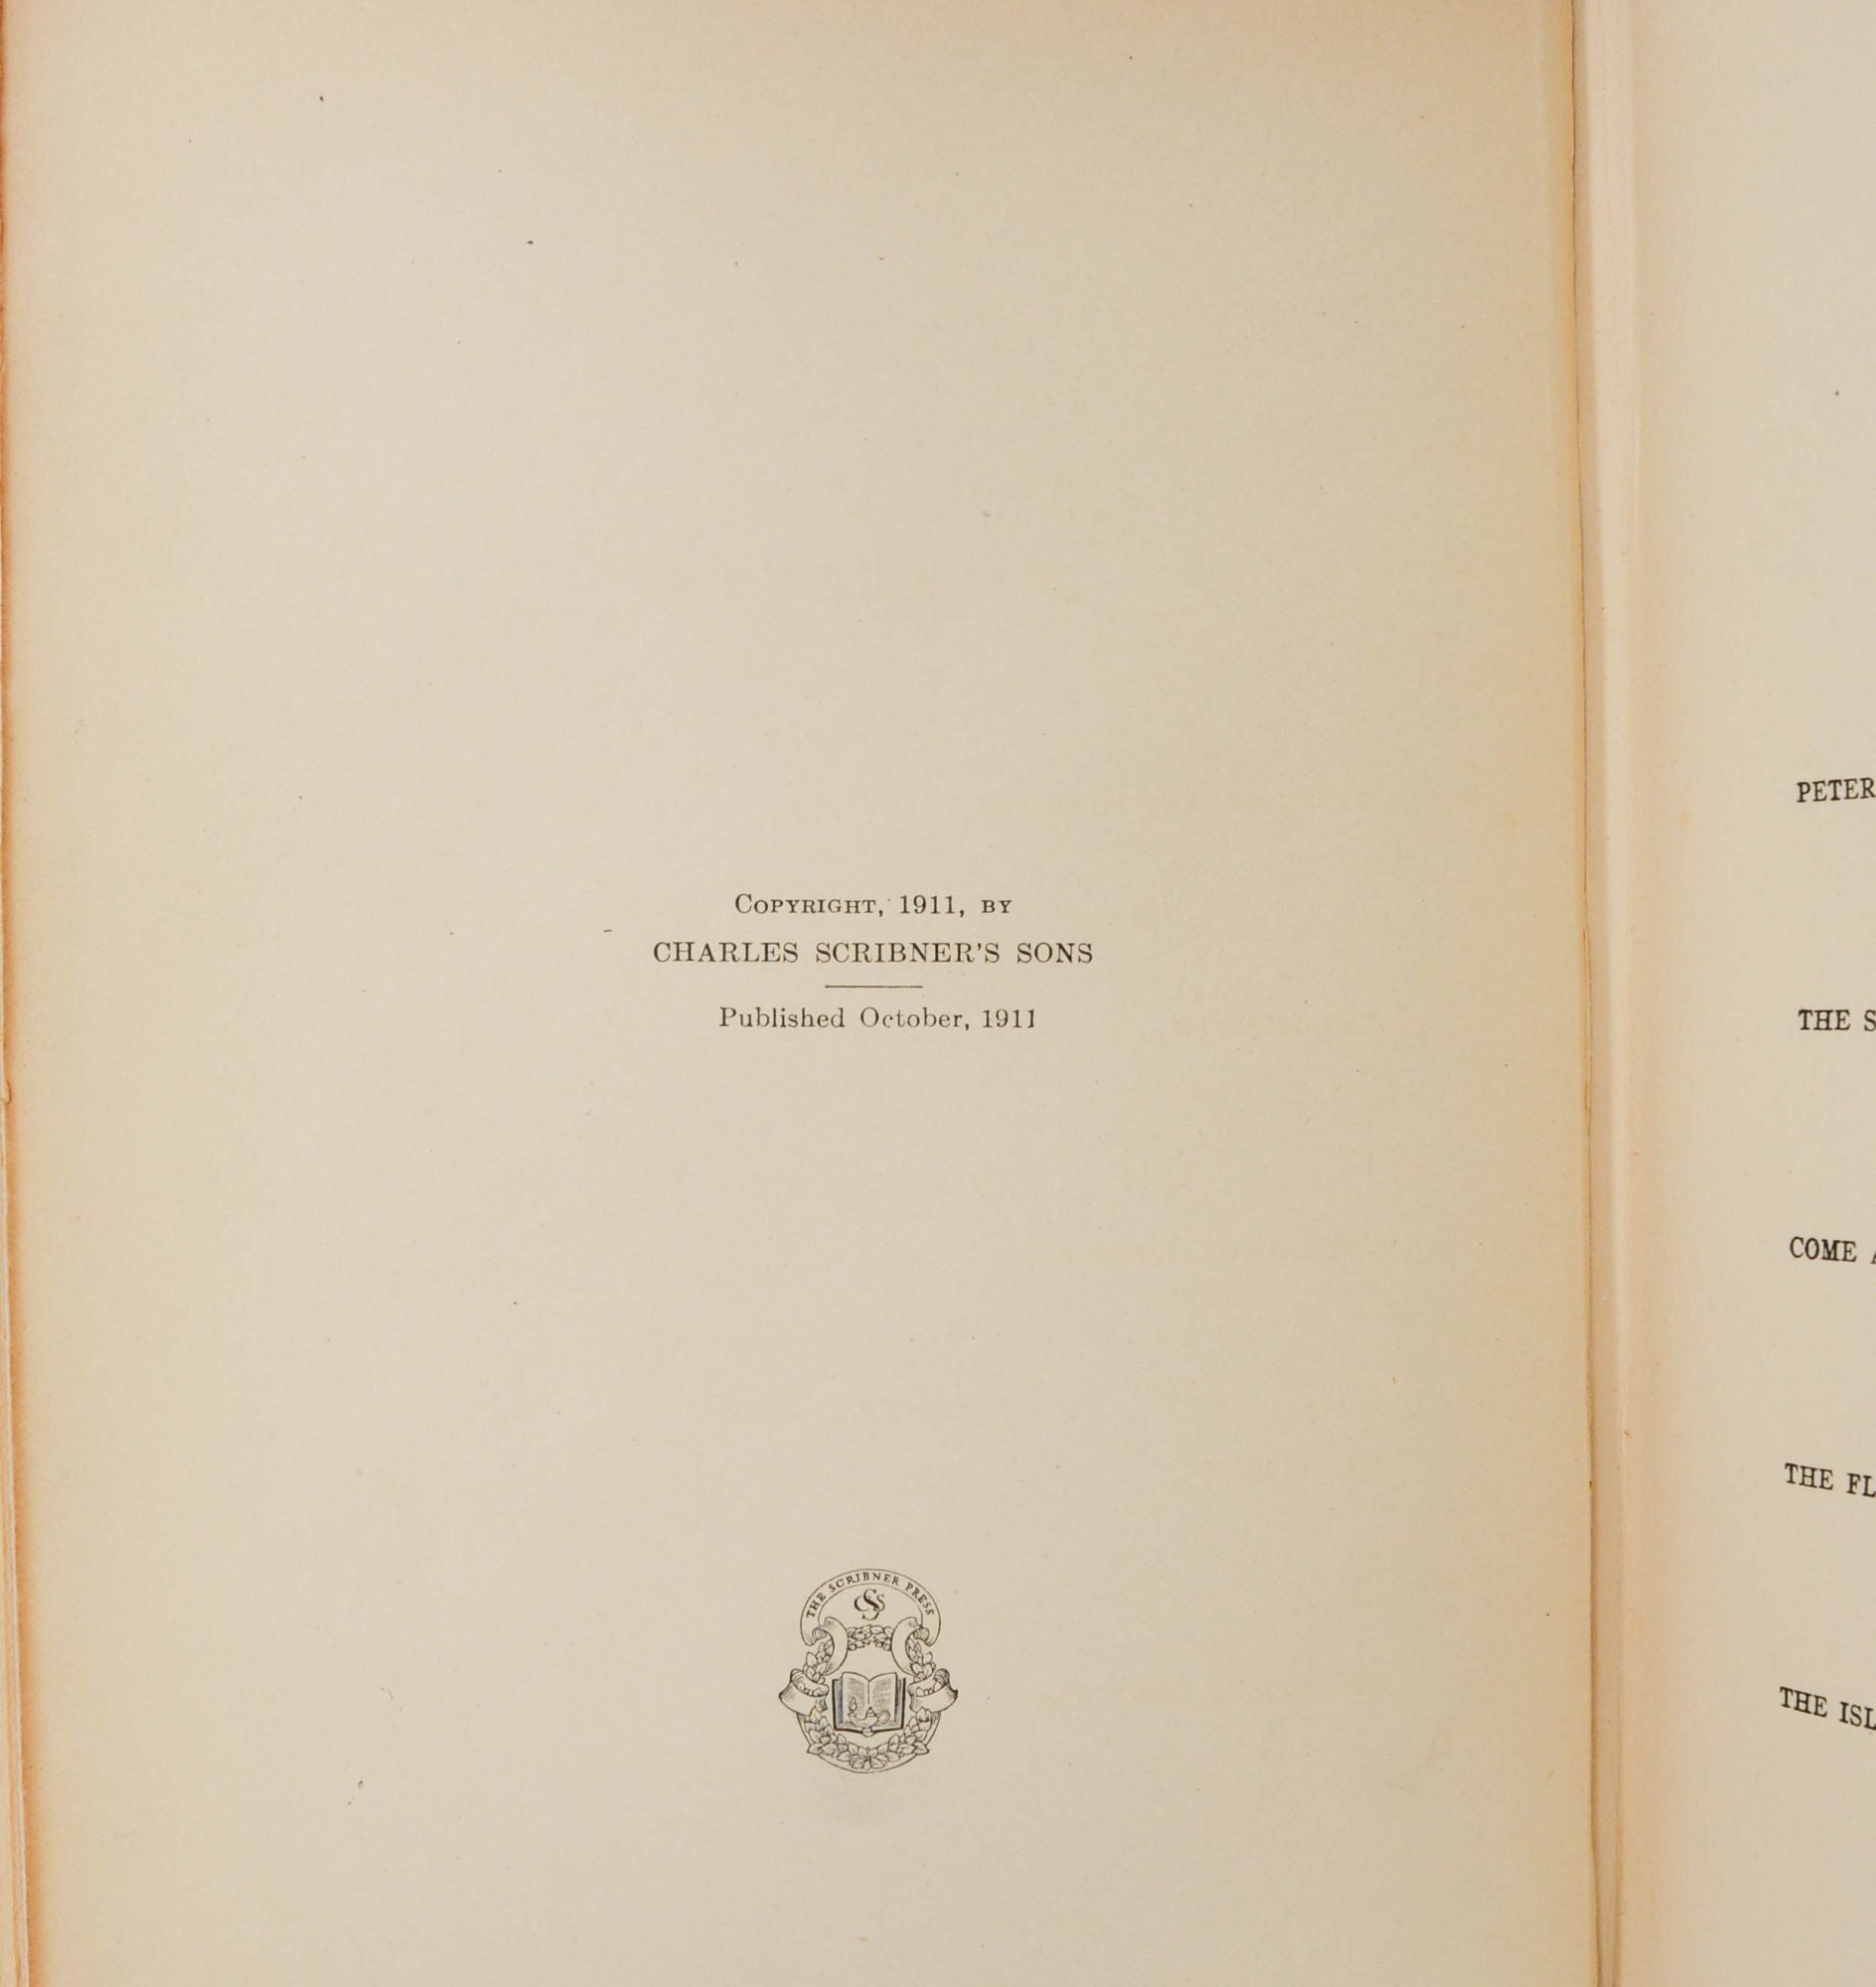 COPYRIGHT, 1911, BY
CHARLES SCRIBNER'S SONS
Published October, 1911
THE SCRIBNER PRESS
CSS
PETER
THE S
COME
THE FL
THE ISL